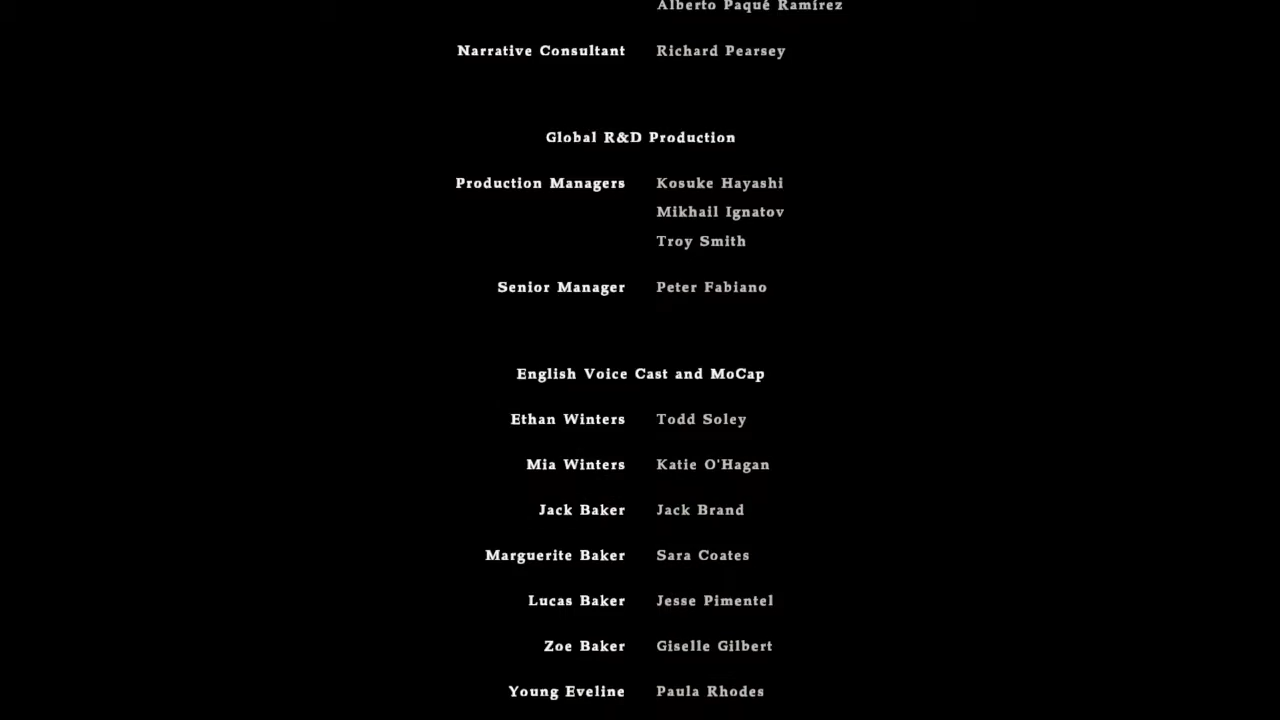 Alberto Paqué Ramírez
Narrative Consultant Richard Pearsey
Global R&D Production
Production Managers Kosuke Hayashi
Mikhail Ignatov
Troy Smith
Senior Manager Peter Fabiano
English Voice Cast and MoCap
Ethan Winters Todd Soley
Mia Winters Katie O'Hagan
Jack Baker Jack Brand
Marguerite Baker Sara Coates
Lucas Baker Jesse Pimentel
Zoe Baker Giselle Gilbert
Young Eveline Paula Rhodes